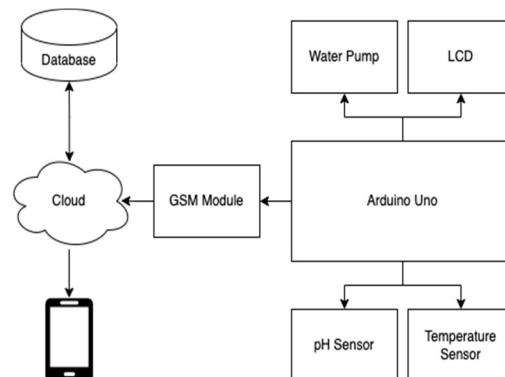 Database
Water Pump
LCD
Cloud
GSM Module
Arduino Uno
pH Sensor
Temperature
Sensor